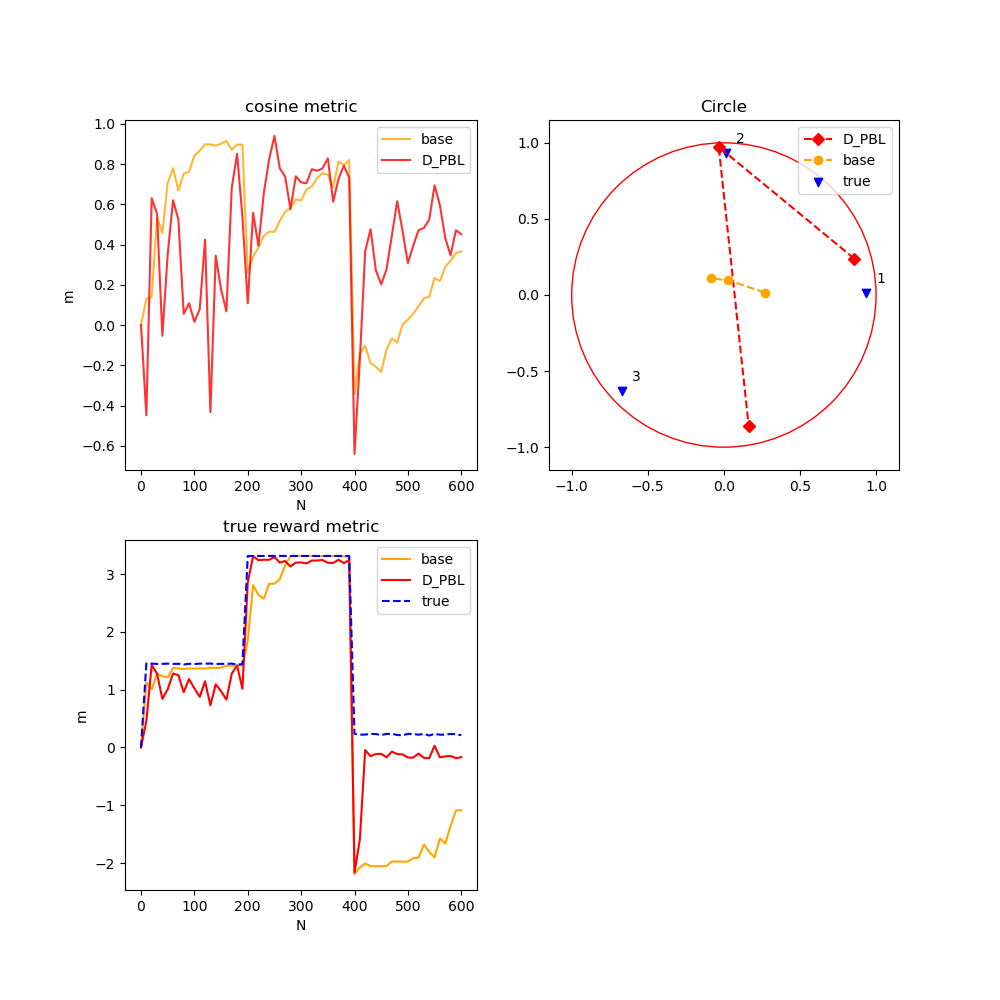 cosine metric
1.0
0.8
0.6
0.4
0.2
0.0
−0.2
−0.4
−0.6
m
0 100 200 300 400 500 600
N
base
D_PBL
Circle
1.0
0.5
0.0
−0.5
−1.0
−1.0 −0.5 0.0 0.5 1.0
D_PBL
base
true
2
1
3
true reward metric
3
2
1
0
−1
−2
m
0 100 200 300 400 500 600
N
base
D_PBL
true